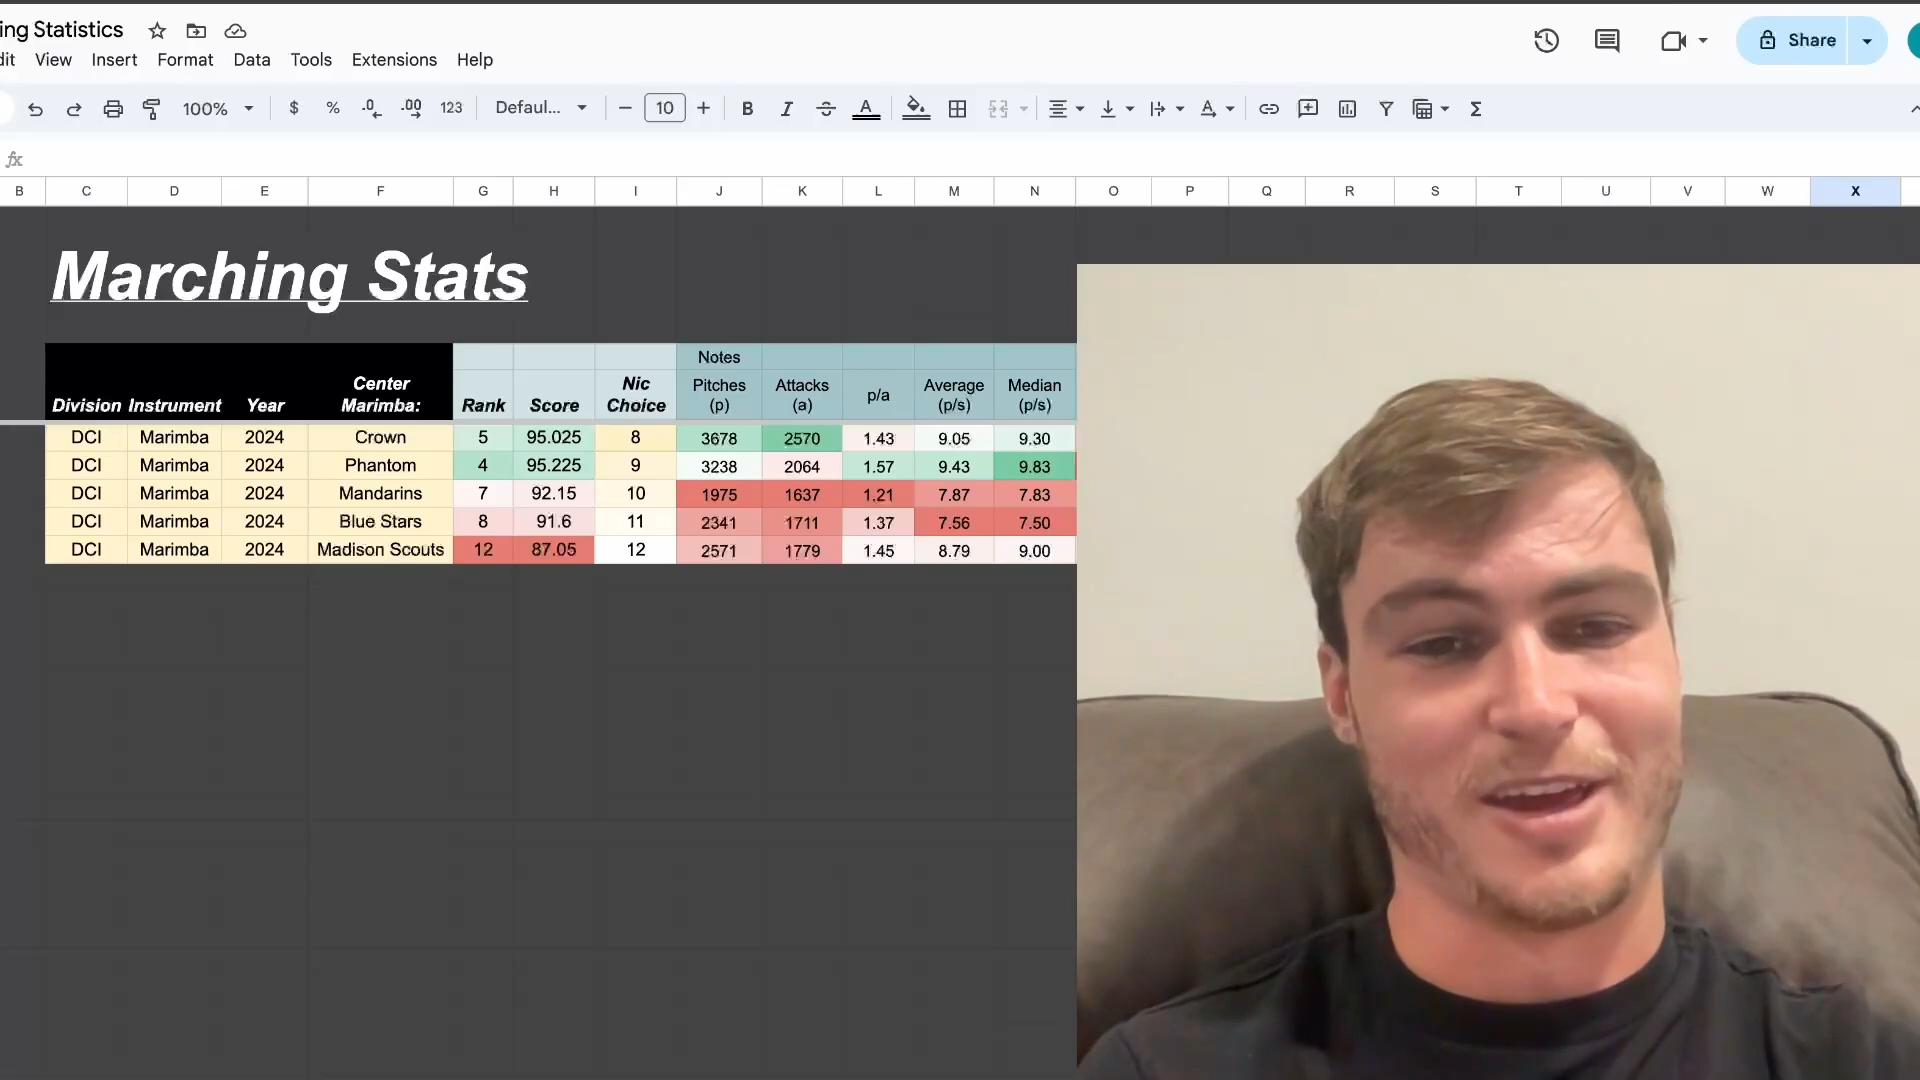 ing Statistics
dit View Insert Format Data Tools Extensions Help
Share
100% $ % .0 .00 123 Defaul... 10 B I A Σ
fx
B C D E F G H I J K L M N O P Q R S T U V W X
Marching Stats
Notes
Division Instrument Year Center Marimba: Rank Score Nic Choice Pitches (p) Attacks (a) p/a Average (p/s) Median (p/s)
DCI Marimba 2024 Crown 5 95.025 8 3678 2570 1.43 9.05 9.30
DCI Marimba 2024 Phantom 4 95.225 9 3238 2064 1.57 9.43 9.83
DCI Marimba 2024 Mandarins 7 92.15 10 1975 1637 1.21 7.87 7.83
DCI Marimba 2024 Blue Stars 8 91.6 11 2341 1711 1.37 7.56 7.50
DCI Marimba 2024 Madison Scouts 12 87.05 12 2571 1779 1.45 8.79 9.00